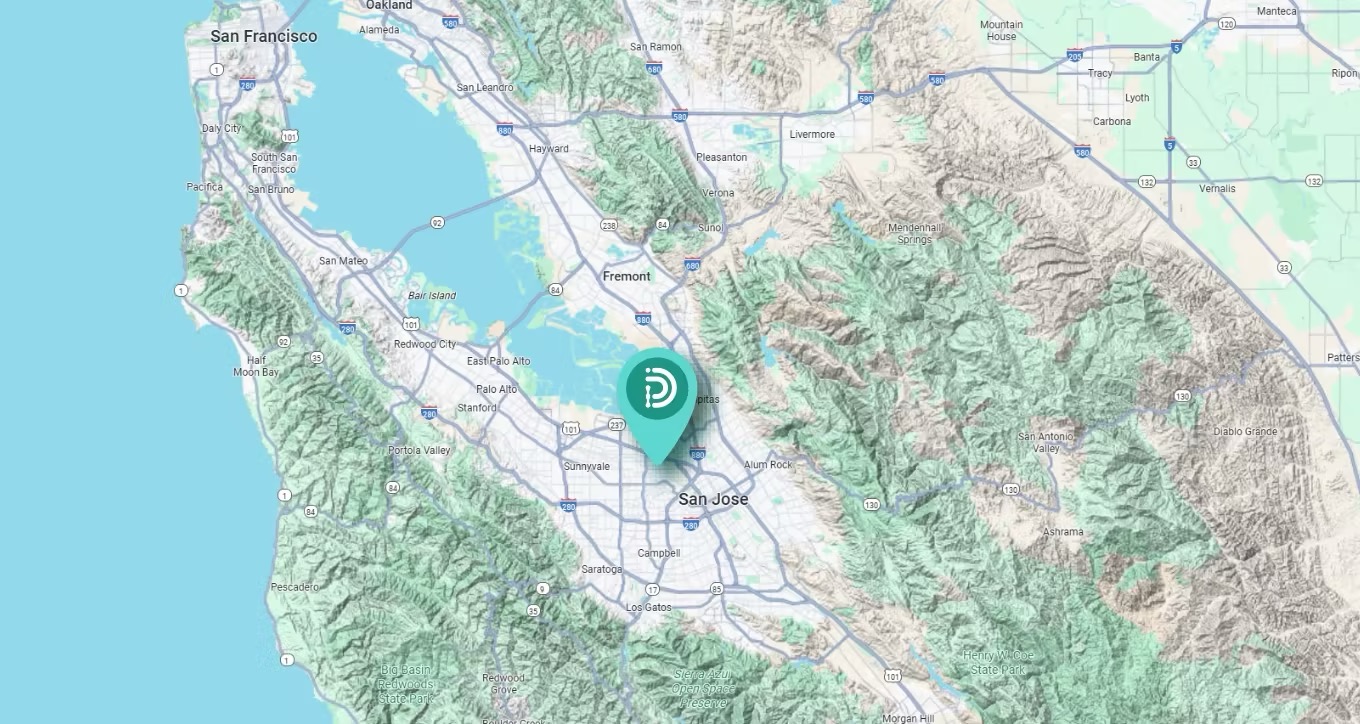 Oakland
580
Manteca
San Francisco
Alameda
Mountain
House
120
San Ramon
5
205
Banta
1
680
Tracy
Ripon
280
San Leandro
580
580
Lyoth
580
Carbona
Daly City
101
880
Livermore
5
Hayward
580
South San
Francisco
Pleasanton
33
Pacifica
San Bruno
Verona
132
Vernalis
132
92
238
84
Sunol
Mendenhall
Springs
San Mateo
680
33
Fremont
1
Bair Island
84
101
280
880
92
Redwood City
35
East Palo Alto
Half
Moon Bay
Patters
Palo Alto
130
pitas
Stanford
280
101
237
Diablo Grande
San Antonio
Valley
Portola Valley
880
Sunnyvale
Alum Rock
84
130
1
San Jose
280
130
84
280
Ashrama
Campbell
Saratoga
Pescadero
9
17
85
35
Los Gatos
1
Henry W. Coe
State Park
Big Basin
Redwoods
State Park
Redwood
Grove
Sierra Azul
Open Space
Preserve
101
Morgan Hill
Boulder Creek